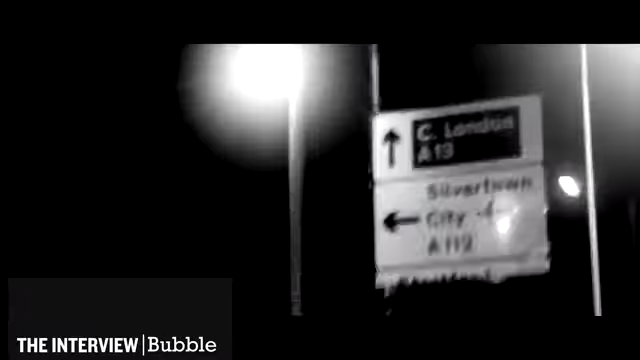 C. London
A13
Silvertown
City
A112
THE INTERVIEW|Bubble